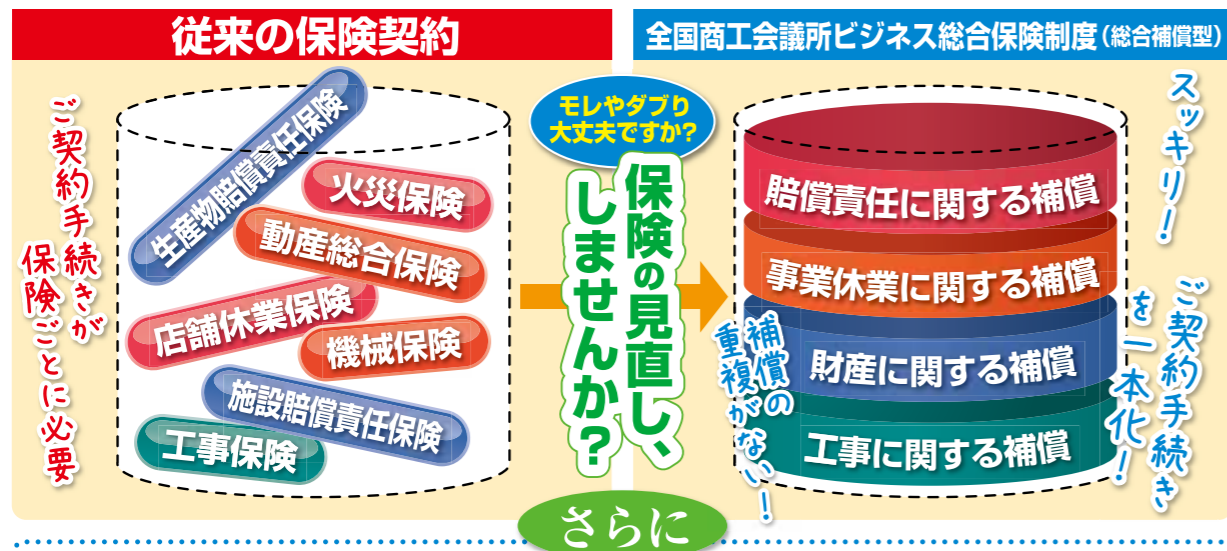 従来の保険契約
ご契約手続きが
保険ごとに必要
生産物賠償責任保険
火災保険
動産総合保険
店舗休業保険
機械保険
施設賠償責任保険
工事保険
モレやダブり
大丈夫ですか?
保険の見直し、
しませんか?
全国商工会議所ビジネス総合保険制度(総合補償型)
スッキリ!
賠償責任に関する補償
事業休業に関する補償
財産に関する補償
工事に関する補償
補償の
重複がない!
ご契約手続き
を一本化!
さらに